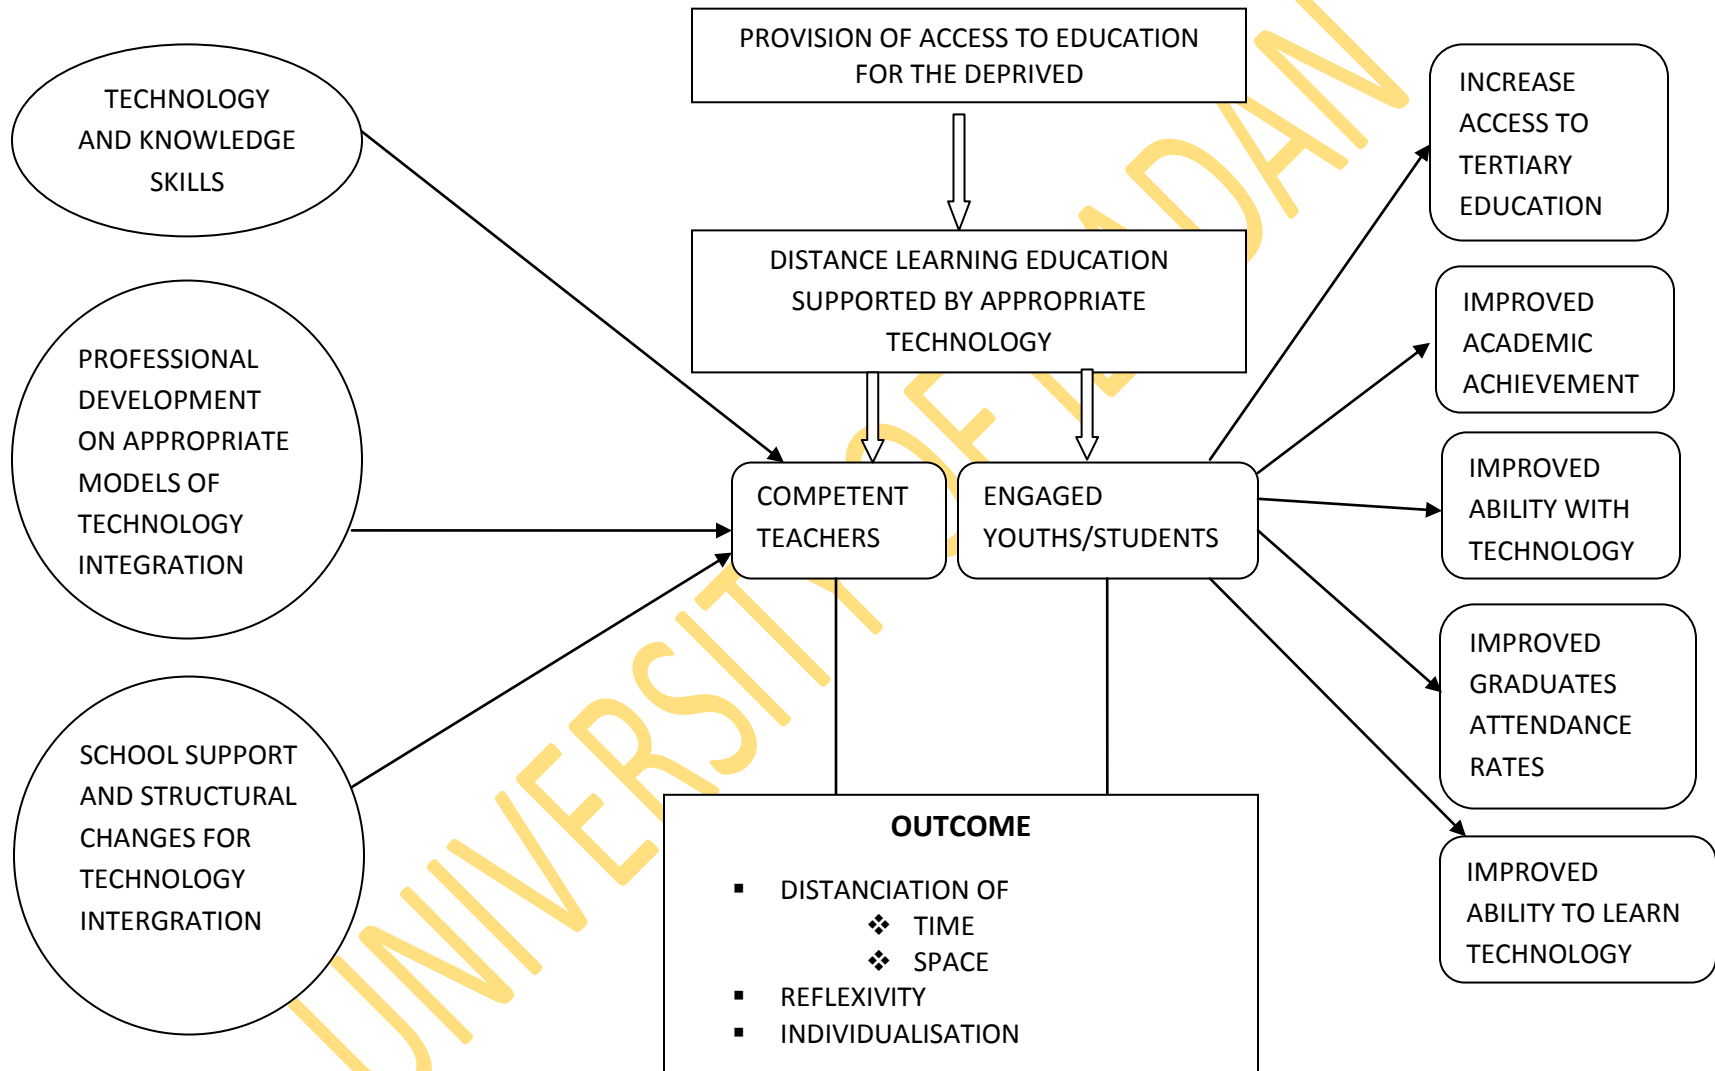 PROVISION OF ACCESS TO EDUCATION
FOR THE DEPRIVED
TECHNOLOGY
AND KNOWLEDGE
SKILLS
INCREASE
ACCESS TO
TERTIARY
EDUCATION
DISTANCE LEARNING EDUCATION
SUPPORTED BY APPROPRIATE
TECHNOLOGY
IMPROVED
ACADEMIC
ACHIEVEMENT
PROFESSIONAL
DEVELOPMENT
ON APPROPRIATE
MODELS OF
TECHNOLOGY
INTEGRATION
COMPETENT
TEACHERS
ENGAGED
YOUTHS/STUDENTS
IMPROVED
ABILITY WITH
TECHNOLOGY
IMPROVED
GRADUATES
ATTENDANCE
RATES
SCHOOL SUPPORT
AND STRUCTURAL
CHANGES FOR
TECHNOLOGY
INTERGRATION
OUTCOME
▪ DISTANCIATION OF
❖ TIME
❖ SPACE
▪ REFLEXIVITY
▪ INDIVIDUALISATION
IMPROVED
ABILITY TO LEARN
TECHNOLOGY
UNIVERSITY OF IBADAN